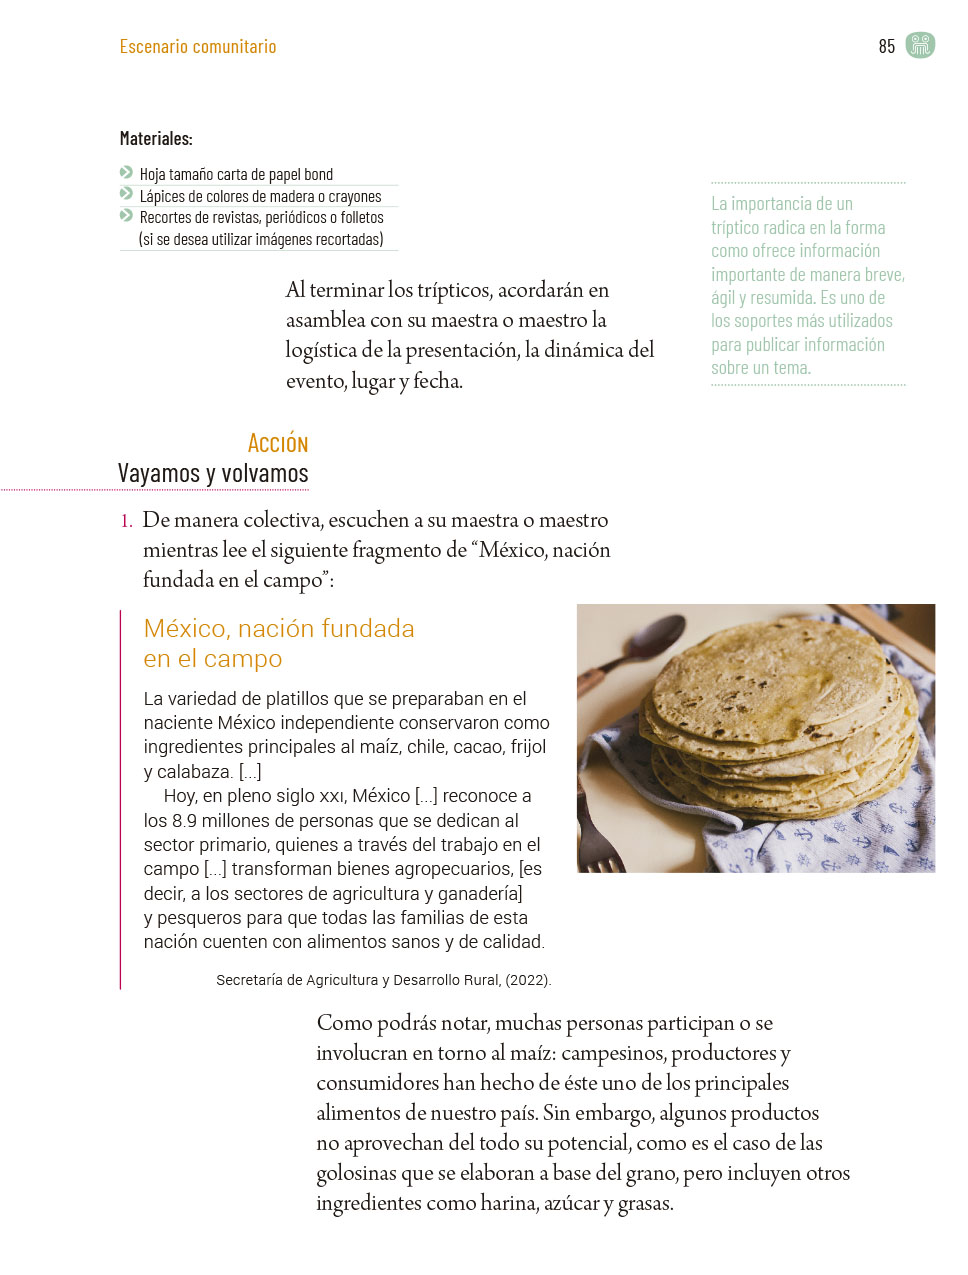 Escenario comunitario
85
Materiales:
Hoja tamaño carta de papel bond
Lápices de colores de madera o crayones
Recortes de revistas, periódicos o folletos
(si se desea utilizar imágenes recortadas)
La importancia de un
tríptico radica en la forma
como ofrece información
importante de manera breve,
ágil y resumida. Es uno de
los soportes más utilizados
para publicar información
sobre un tema.
Al terminar los trípticos, acordarán en
asamblea con su maestra o maestro la
logística de la presentación, la dinámica del
evento, lugar y fecha.
Acción
Vayamos y volvamos
1. De manera colectiva, escuchen a su maestra o maestro
mientras lee el siguiente fragmento de “México, nación
fundada en el campo”:
México, nación fundada
en el campo
La variedad de platillos que se preparaban en el
naciente México independiente conservaron como
ingredientes principales al maíz, chile, cacao, frijol
y calabaza. [...]
Hoy, en pleno siglo XXI, México [...] reconoce a
los 8.9 millones de personas que se dedican al
sector primario, quienes a través del trabajo en el
campo [...] transforman bienes agropecuarios, [es
decir, a los sectores de agricultura y ganadería]
y pesqueros para que todas las familias de esta
nación cuenten con alimentos sanos y de calidad.
Secretaría de Agricultura y Desarrollo Rural, (2022).
Como podrás notar, muchas personas participan o se
involucran en torno al maíz: campesinos, productores y
consumidores han hecho de éste uno de los principales
alimentos de nuestro país. Sin embargo, algunos productos
no aprovechan del todo su potencial, como es el caso de las
golosinas que se elaboran a base del grano, pero incluyen otros
ingredientes como harina, azúcar y grasas.